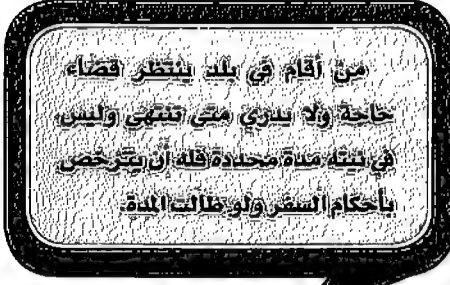 من أقام في بلد ينتظر قضاء
حاجة ولا يدري متى تنتهي وليس
في نيته مدة محددة فله أن يترخص
بأحكام السفر ولو طالت المدة.